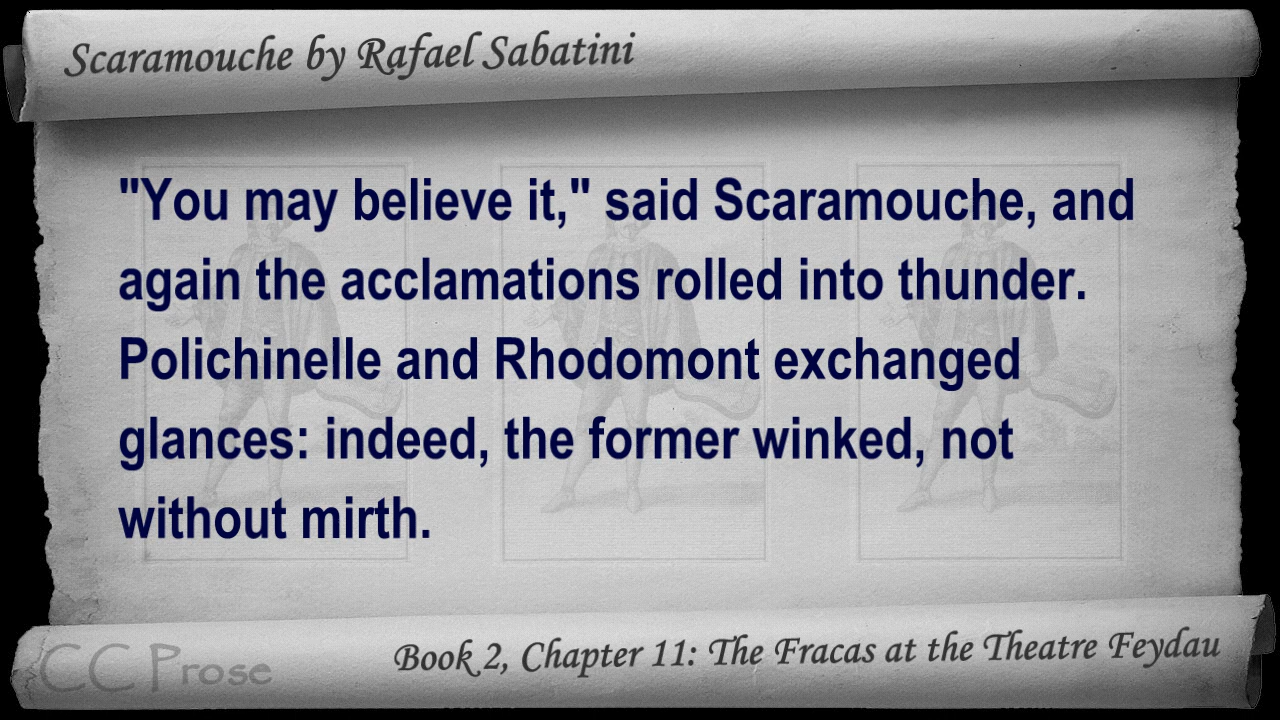 Scaramouche by Rafael Sabatini
"You may believe it," said Scaramouche, and
again the acclamations rolled into thunder.
Polichinelle and Rhodomont exchanged
glances: indeed, the former winked, not
without mirth.
CC Prose
Book 2, Chapter 11: The Fracas at the Theatre Feydau